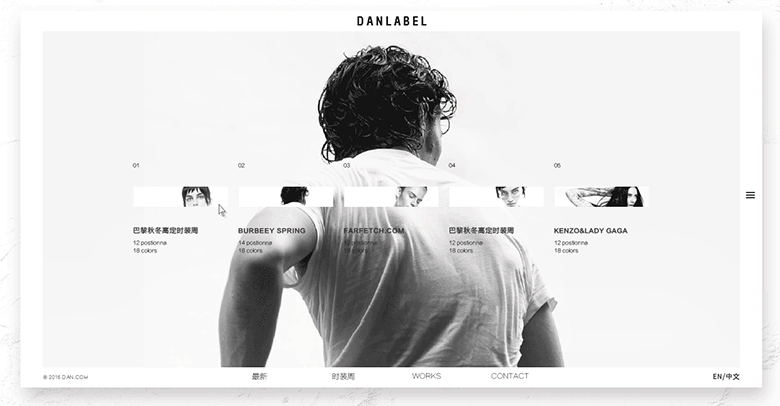 DANLABEL
01 02 03 04 05
巴黎秋冬高定时装周 BURBEEY SPRING FARFETCH.COM 巴黎秋冬高定时装周 KENZO&LADY GAGA
12 postionna 14 postionna 12 postionna 12 postionna 12 postionna
18 colors 18 colors 18 colors 18 colors 18 colors
© 2016 DAN.COM 最新 时装周 WORKS CONTACT EN/中文